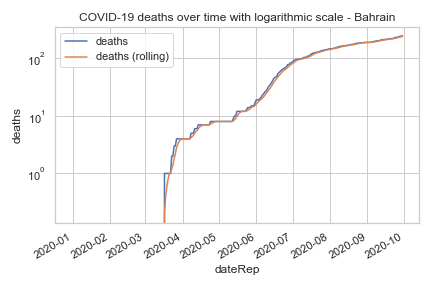 COVID-19 deaths over time with logarithmic scale - Bahrain
deaths
deaths (rolling)
10²
10¹
10⁰
deaths
2020-01
2020-02
2020-03
2020-04
2020-05
2020-06
2020-07
2020-08
2020-09
2020-10
dateRep